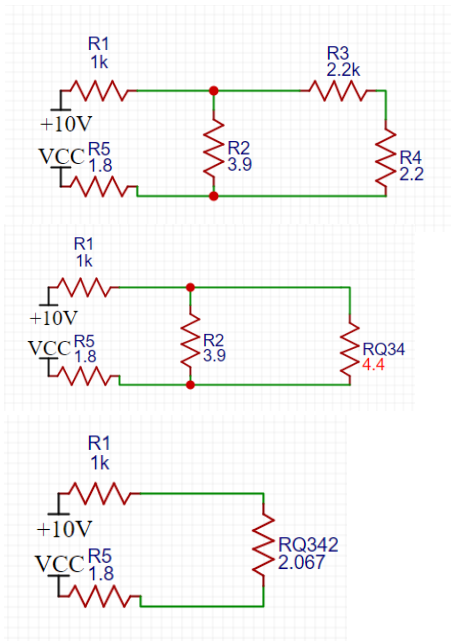 R1
1k
R3
2.2k
+10V
VCC
R5
1.8
R2
3.9
R4
2.2
R1
1k
+10V
VCC
R5
1.8
R2
3.9
RQ34
4.4
R1
1k
+10V
VCC
R5
1.8
RQ342
2.067